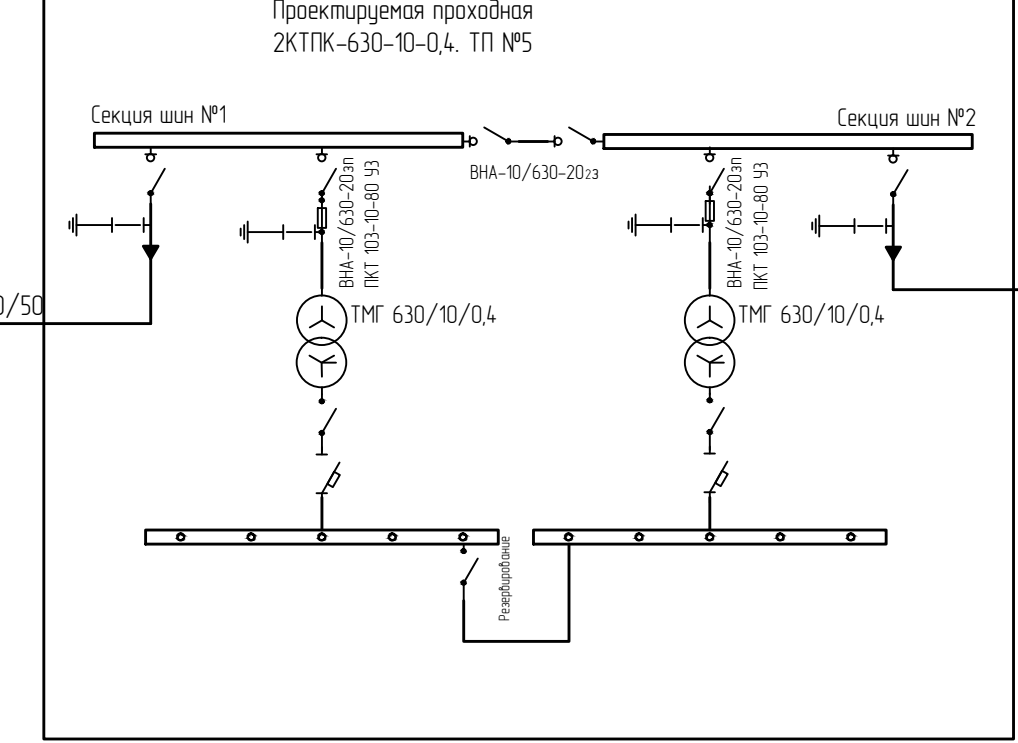 Проектируемая проходная
2КТПК-630-10-0,4. ТП №5
Секция шин №1
Секция шин №2
ВНА-10/630-20з
ВНА-10/630-20зп
ПКТ 103-10-80 У3
ВНА-10/630-20зп
ПКТ 103-10-80 У3
0/50
ТМГ 630/10/0,4
ТМГ 630/10/0,4
Резервирование